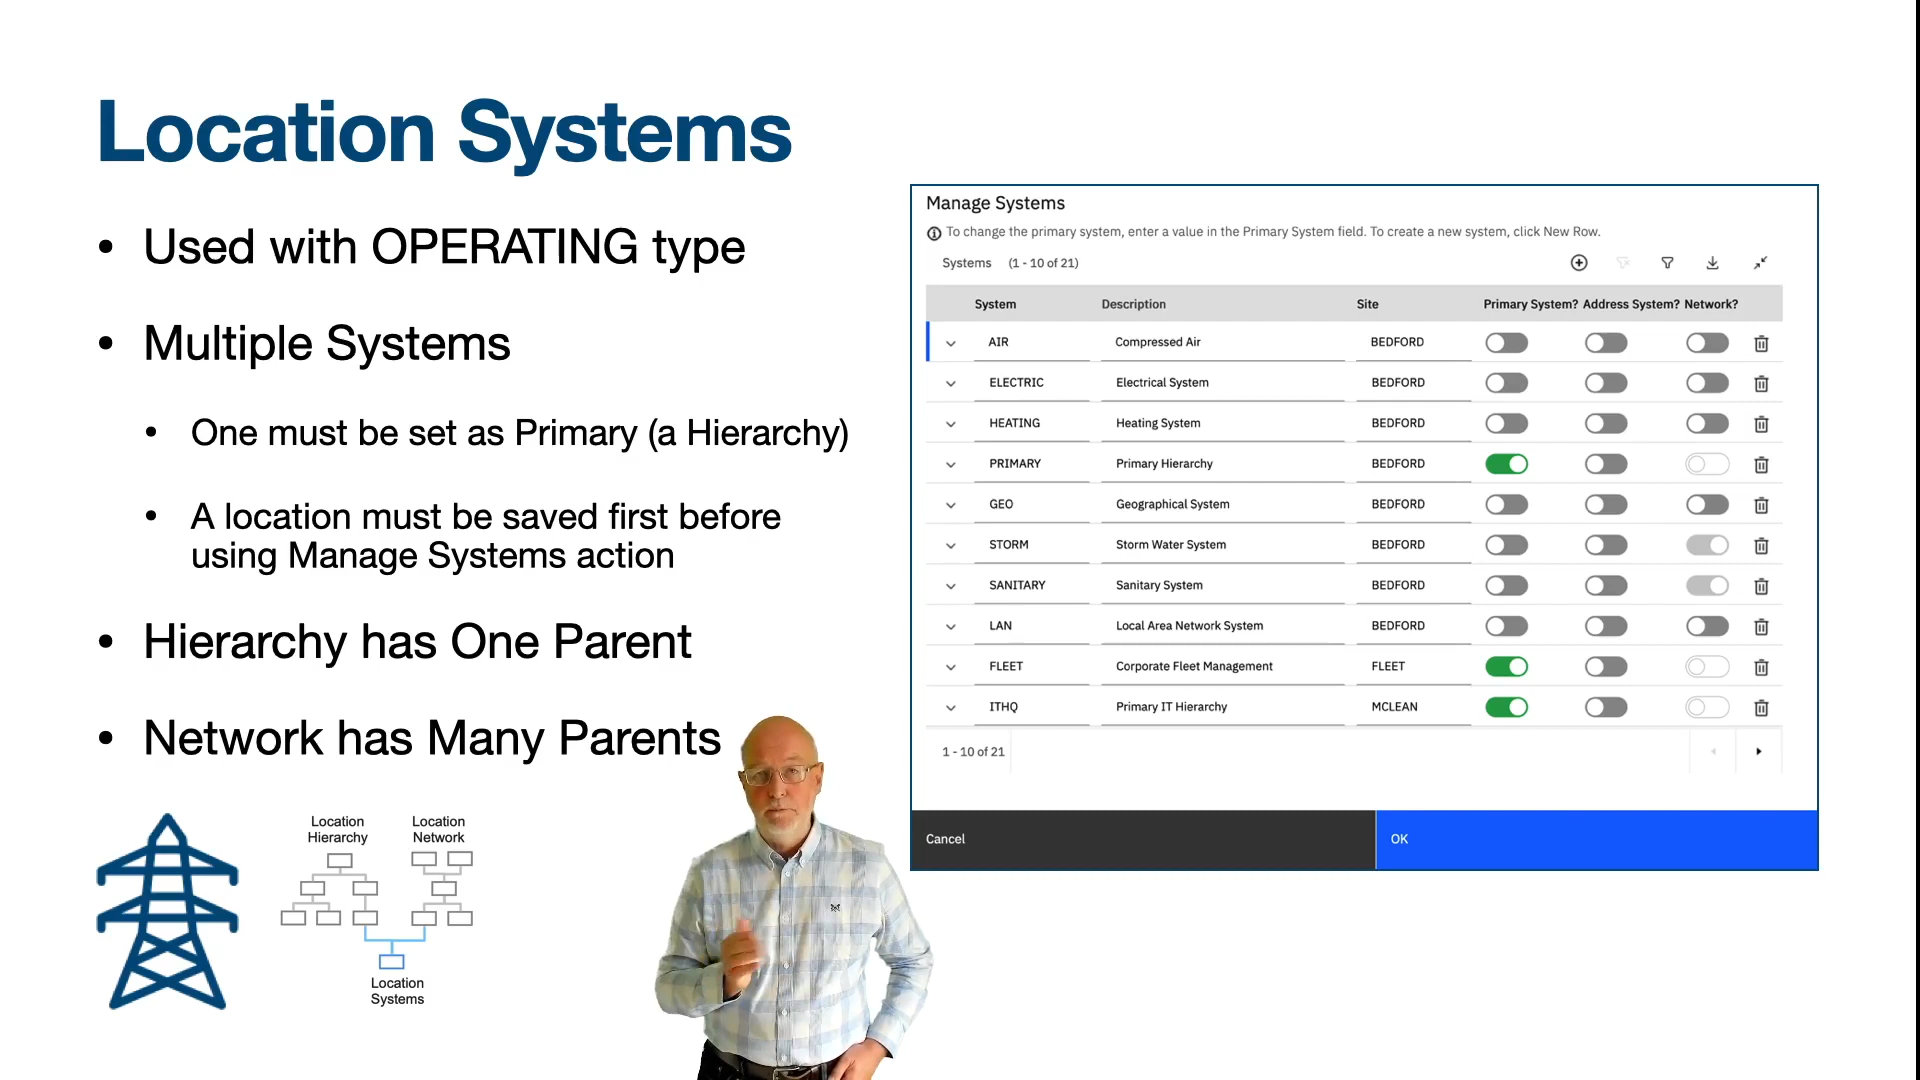 Location Systems
• Used with OPERATING type
• Multiple Systems
• One must be set as Primary (a Hierarchy)
• A location must be saved first before
using Manage Systems action
• Hierarchy has One Parent
• Network has Many Parents
Location
Hierarchy
Location
Network
Location
Systems
Manage Systems
To change the primary system, enter a value in the Primary System field. To create a new system, click New Row.
Systems (1 - 10 of 21)
System Description Site Primary System? Address System? Network?
AIR Compressed Air BEDFORD
ELECTRIC Electrical System BEDFORD
HEATING Heating System BEDFORD
PRIMARY Primary Hierarchy BEDFORD
GEO Geographical System BEDFORD
STORM Storm Water System BEDFORD
SANITARY Sanitary System BEDFORD
LAN Local Area Network System BEDFORD
FLEET Corporate Fleet Management FLEET
ITHQ Primary IT Hierarchy MCLEAN
1 - 10 of 21
Cancel OK